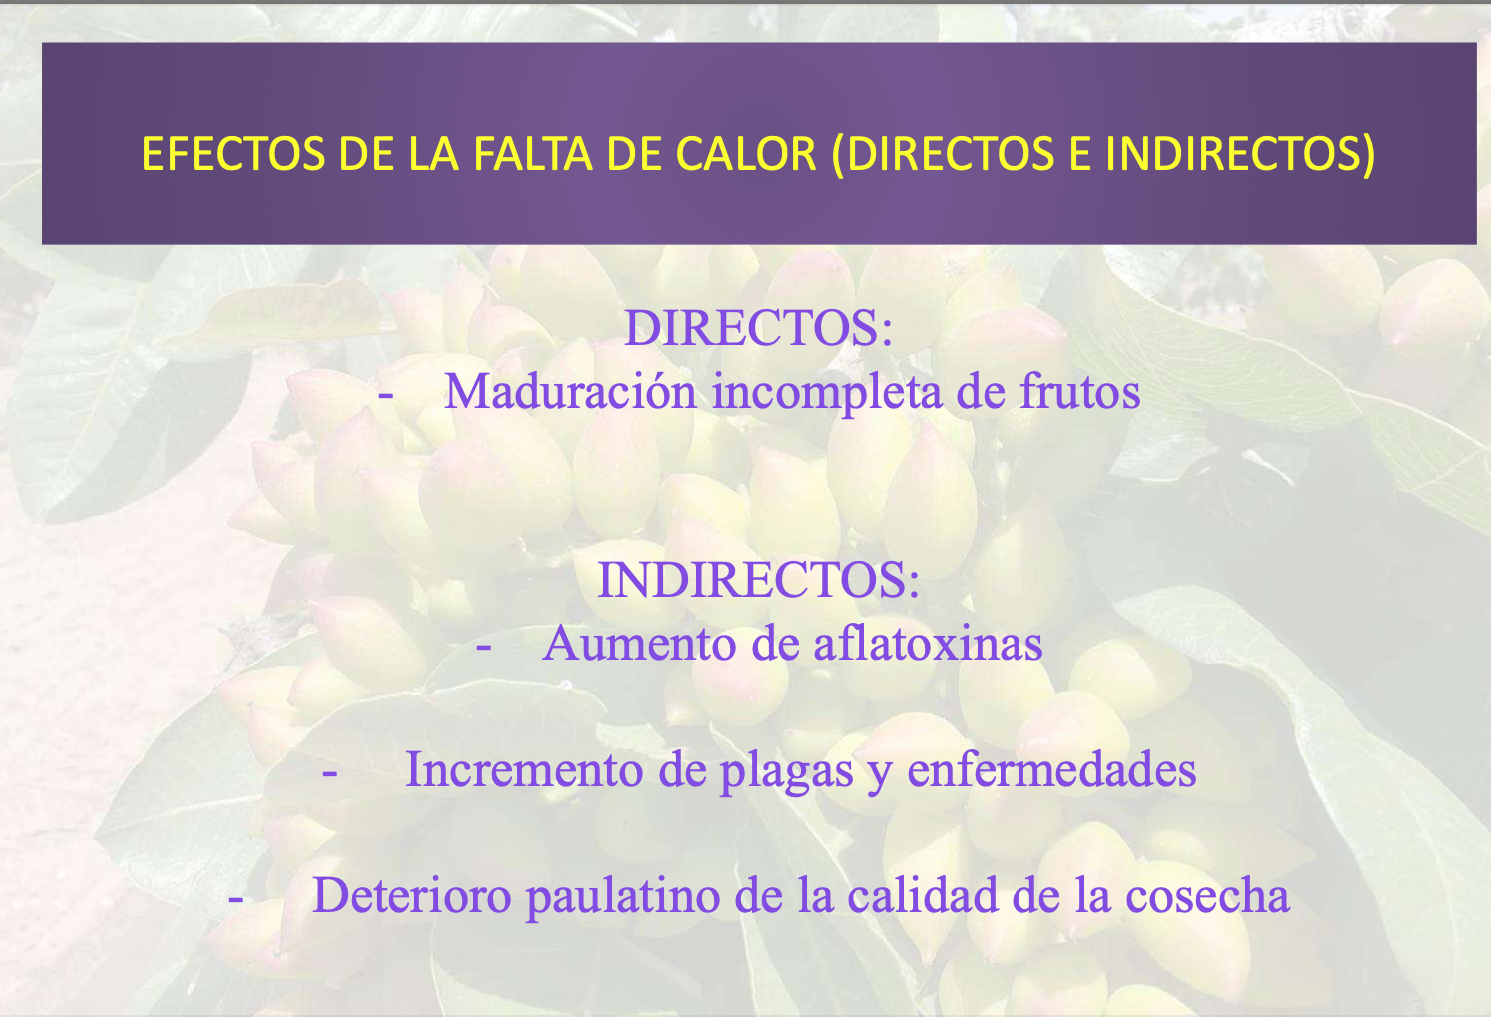 EFECTOS DE LA FALTA DE CALOR (DIRECTOS E INDIRECTOS)
DIRECTOS:
- Maduración incompleta de frutos
INDIRECTOS:
- Aumento de aflatoxinas
- Incremento de plagas y enfermedades
- Deterioro paulatino de la calidad de la cosecha